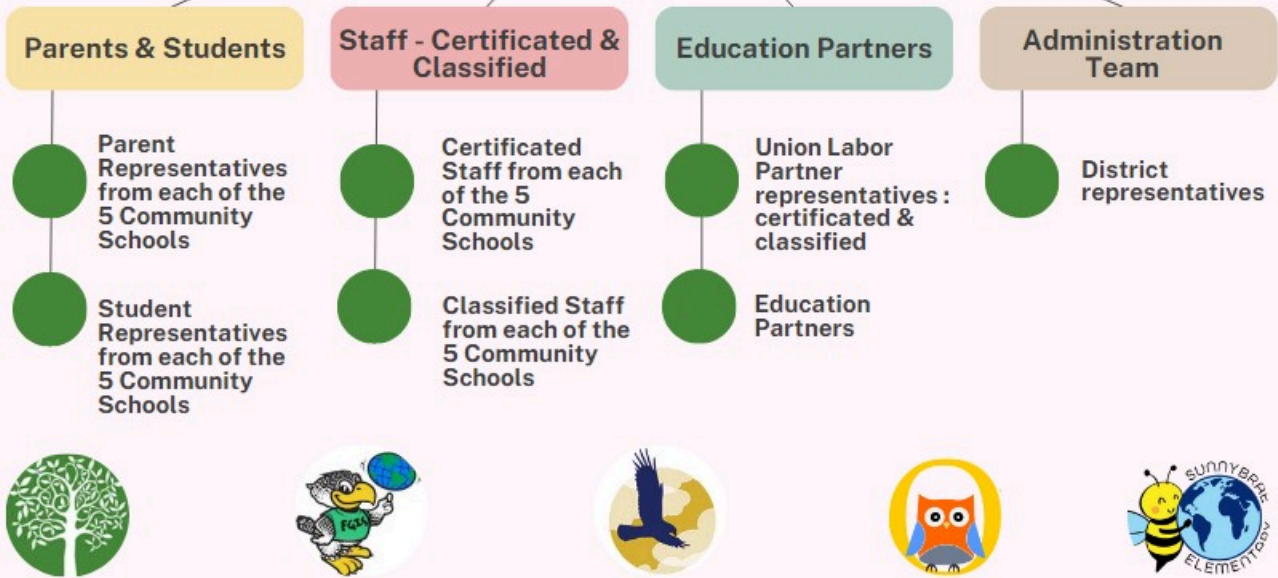 Parents & Students
Staff - Certificated &
Classified
Education Partners
Administration
Team
Parent
Representatives
from each of the
5 Community
Schools
Student
Representatives
from each of the
5 Community
Schools
Certificated
Staff from each
of the 5
Community
Schools
Classified Staff
from each of the
5 Community
Schools
Union Labor
Partner
representatives :
certificated &
classified
Education
Partners
District
representatives
FGIS
SUNNYBRAE
ELEMENTARY